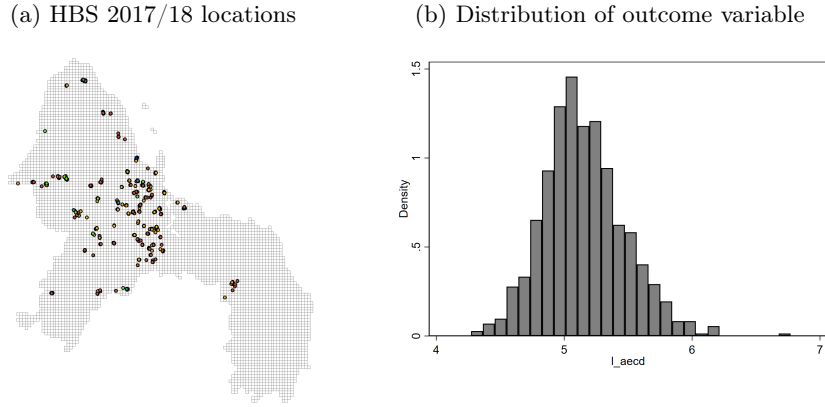 (a) HBS 2017/18 locations
(b) Distribution of outcome variable
1.5
1
.5
0
Density
4 5 6 7
l_aecd